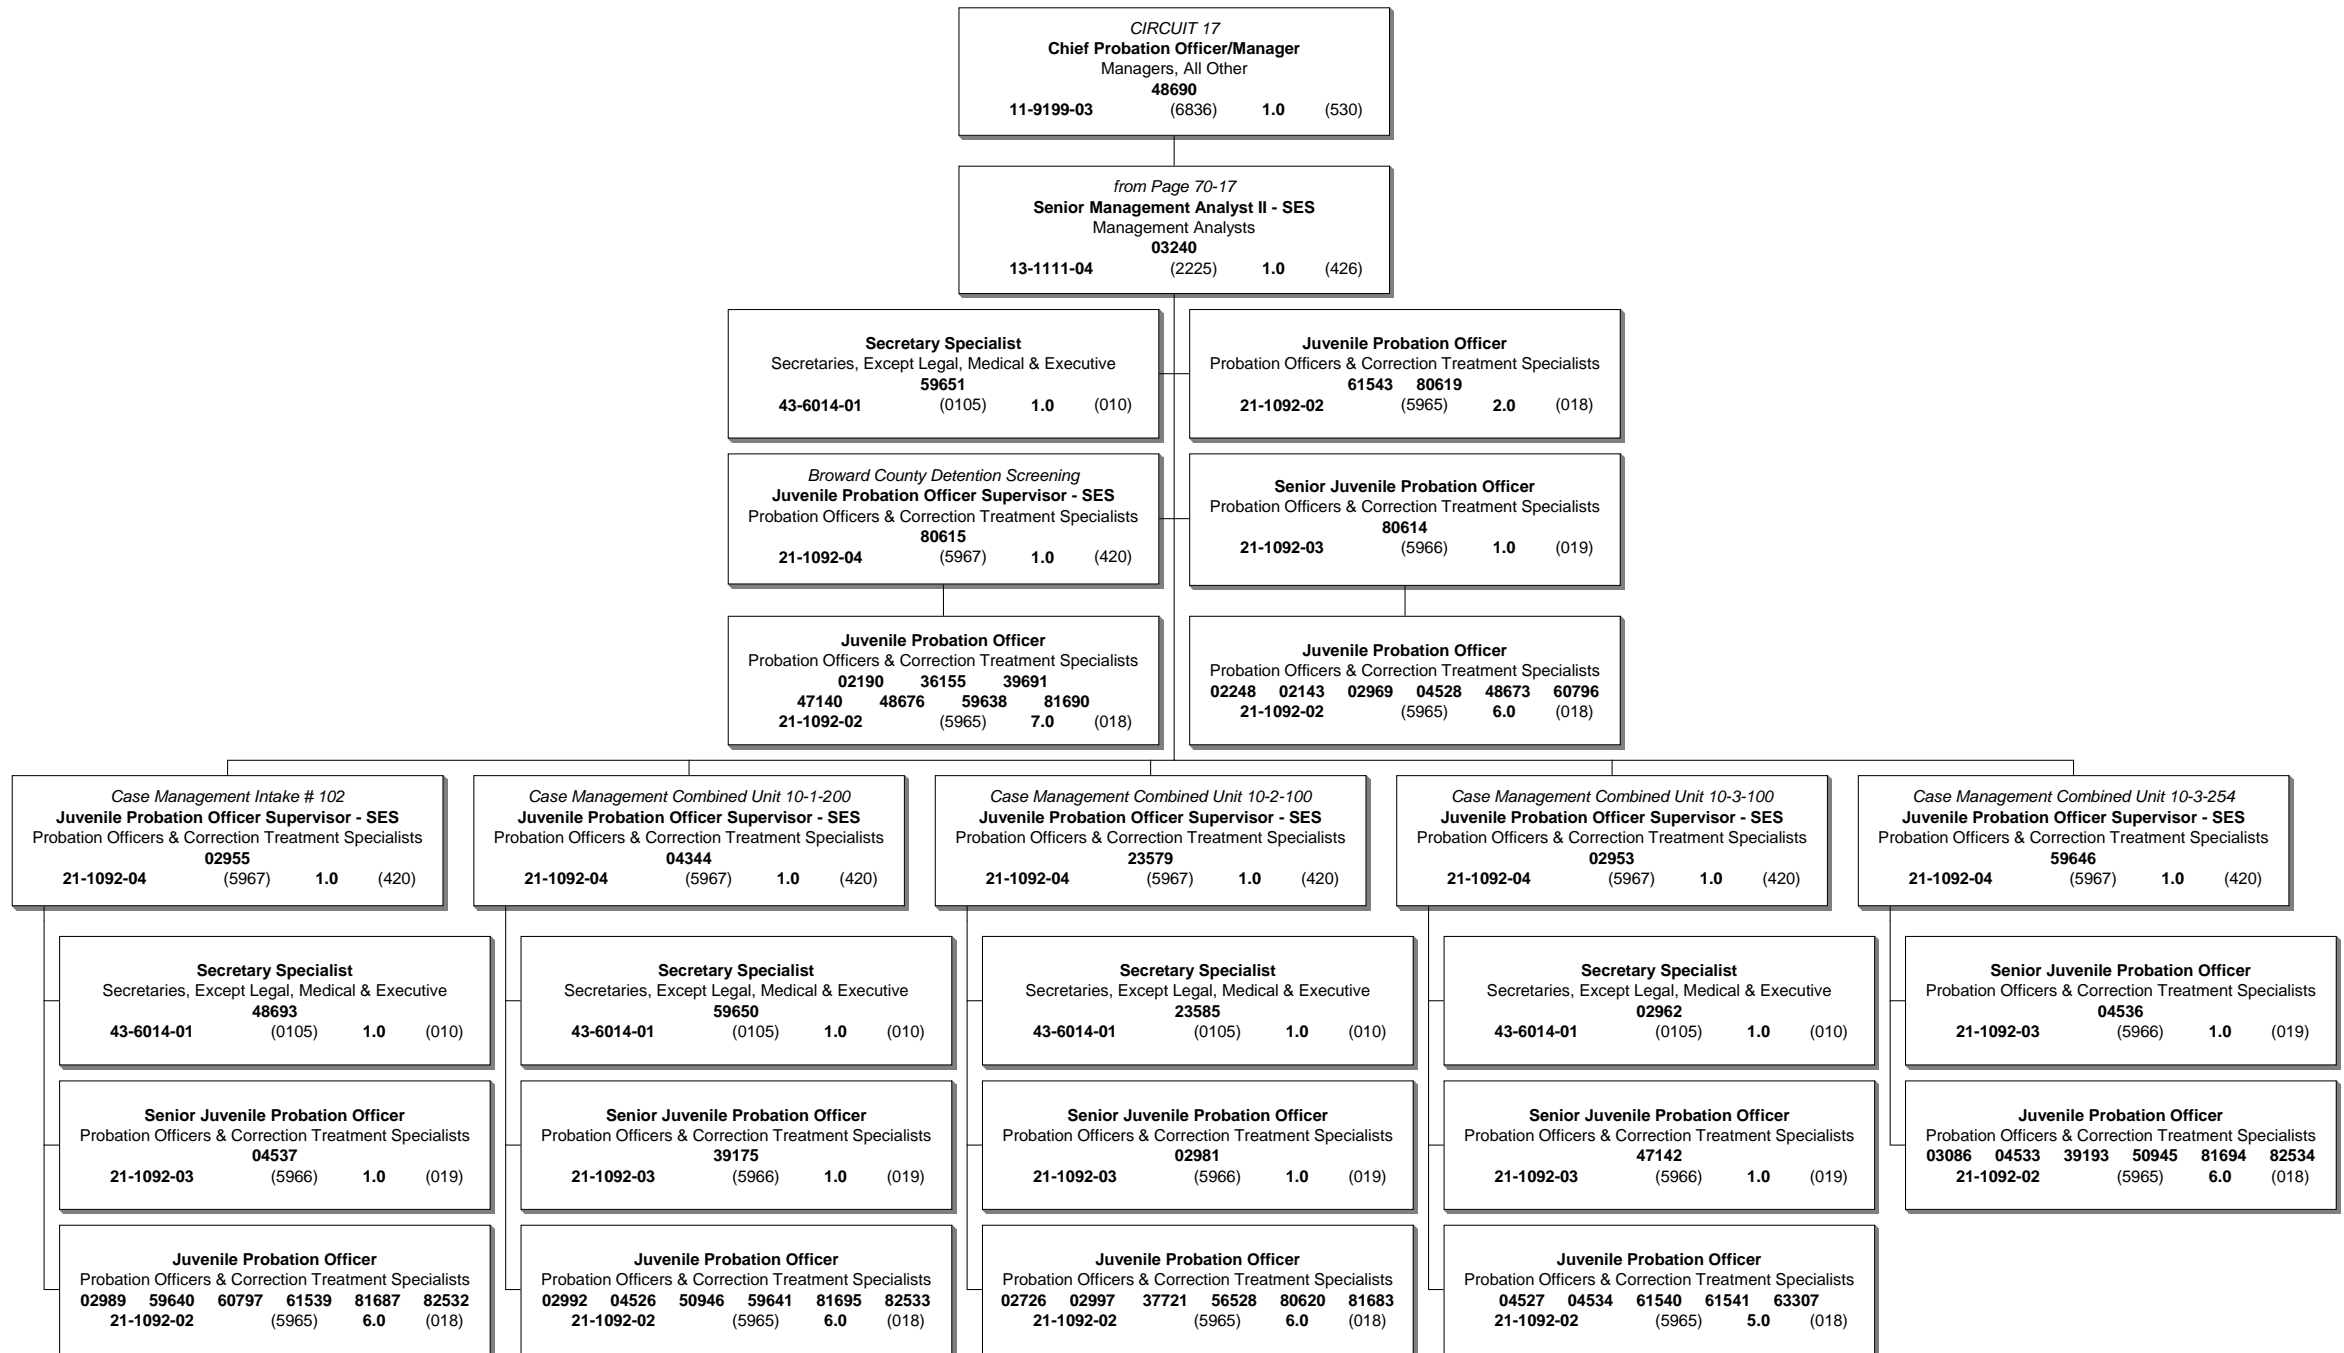 CIRCUIT 17
Chief Probation Officer/Manager
Managers, All Other
48690
11-9199-03 (6836) 1.0 (530)
from Page 70-17
Senior Management Analyst II - SES
Management Analysts
03240
13-1111-04 (2225) 1.0 (426)
Secretary Specialist
Secretaries, Except Legal, Medical & Executive
59651
43-6014-01 (0105) 1.0 (010)
Juvenile Probation Officer
Probation Officers & Correction Treatment Specialists
61543 80619
21-1092-02 (5965) 2.0 (018)
Broward County Detention Screening
Juvenile Probation Officer Supervisor - SES
Probation Officers & Correction Treatment Specialists
80615
21-1092-04 (5967) 1.0 (420)
Senior Juvenile Probation Officer
Probation Officers & Correction Treatment Specialists
80614
21-1092-03 (5966) 1.0 (019)
Juvenile Probation Officer
Probation Officers & Correction Treatment Specialists
02190 36155 39691
47140 48676 59638 81690
21-1092-02 (5965) 7.0 (018)
Juvenile Probation Officer
Probation Officers & Correction Treatment Specialists
02248 02143 02969 04528 48673 60796
21-1092-02 (5965) 6.0 (018)
Case Management Intake # 102
Juvenile Probation Officer Supervisor - SES
Probation Officers & Correction Treatment Specialists
02955
21-1092-04 (5967) 1.0 (420)
Secretary Specialist
Secretaries, Except Legal, Medical & Executive
48693
43-6014-01 (0105) 1.0 (010)
Senior Juvenile Probation Officer
Probation Officers & Correction Treatment Specialists
04537
21-1092-03 (5966) 1.0 (019)
Juvenile Probation Officer
Probation Officers & Correction Treatment Specialists
02989 59640 60797 61539 81687 82532
21-1092-02 (5965) 6.0 (018)
Case Management Combined Unit 10-1-200
Juvenile Probation Officer Supervisor - SES
Probation Officers & Correction Treatment Specialists
04344
21-1092-04 (5967) 1.0 (420)
Secretary Specialist
Secretaries, Except Legal, Medical & Executive
59650
43-6014-01 (0105) 1.0 (010)
Senior Juvenile Probation Officer
Probation Officers & Correction Treatment Specialists
39175
21-1092-03 (5966) 1.0 (019)
Juvenile Probation Officer
Probation Officers & Correction Treatment Specialists
02992 04526 50946 59641 81695 82533
21-1092-02 (5965) 6.0 (018)
Case Management Combined Unit 10-2-100
Juvenile Probation Officer Supervisor - SES
Probation Officers & Correction Treatment Specialists
23579
21-1092-04 (5967) 1.0 (420)
Secretary Specialist
Secretaries, Except Legal, Medical & Executive
23585
43-6014-01 (0105) 1.0 (010)
Senior Juvenile Probation Officer
Probation Officers & Correction Treatment Specialists
02981
21-1092-03 (5966) 1.0 (019)
Juvenile Probation Officer
Probation Officers & Correction Treatment Specialists
02726 02997 37721 56528 80620 81683
21-1092-02 (5965) 6.0 (018)
Case Management Combined Unit 10-3-100
Juvenile Probation Officer Supervisor - SES
Probation Officers & Correction Treatment Specialists
02953
21-1092-04 (5967) 1.0 (420)
Secretary Specialist
Secretaries, Except Legal, Medical & Executive
02962
43-6014-01 (0105) 1.0 (010)
Senior Juvenile Probation Officer
Probation Officers & Correction Treatment Specialists
47142
21-1092-03 (5966) 1.0 (019)
Juvenile Probation Officer
Probation Officers & Correction Treatment Specialists
04527 04534 61540 61541 63307
21-1092-02 (5965) 5.0 (018)
Case Management Combined Unit 10-3-254
Juvenile Probation Officer Supervisor - SES
Probation Officers & Correction Treatment Specialists
59646
21-1092-04 (5967) 1.0 (420)
Senior Juvenile Probation Officer
Probation Officers & Correction Treatment Specialists
04536
21-1092-03 (5966) 1.0 (019)
Juvenile Probation Officer
Probation Officers & Correction Treatment Specialists
03086 04533 39193 50945 81694 82534
21-1092-02 (5965) 6.0 (018)